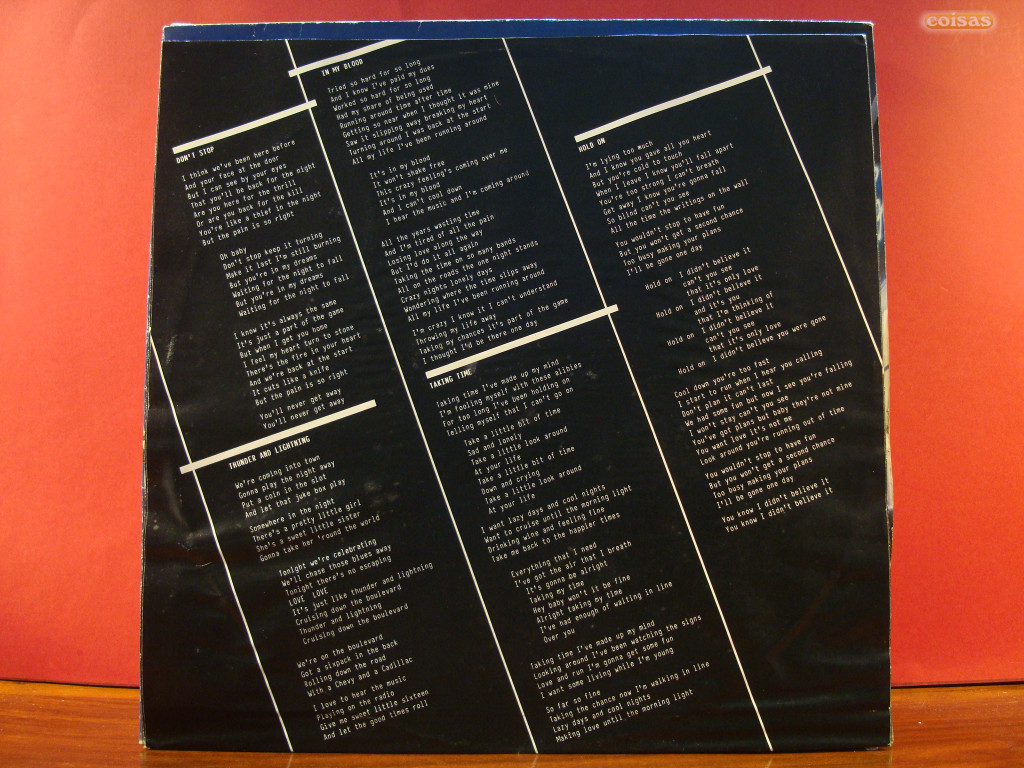 coisas
DON'T STOP
I think we've been here before
And your face at the door
But I can see by your eyes
That you'll be back for the night
Are you here for the thrill
Or are you back for the kill
You're like a thief in the night
But the pain is so right
Oh baby
Don't stop keep it turning
Make it last I'm still burning
But you're in my dreams
Waiting for the night to fall
But you're in my dreams
Waiting for the night to fall
I know it's always the same
It's just a part of the game
But when I get you home
I feel my heart turn to stone
There's the fire in your heart
And we're back at the start
It cuts like a knife
But the pain is so right
You'll never get away
You'll never get away
THUNDER AND LIGHTNING
We're coming into town
Gonna play the night away
Put a coin in the slot
And let that juke box play
Somewhere in the night
There's a pretty little girl
She's a sweet little sister
Gonna take her 'round the world
Tonight we're celebrating
We'll chase those blues away
Tonight there's no escaping
LOVE LOVE
It's just like thunder and lightning
Cruising down the boulevard
Thunder and lightning
Cruising down the boulevard
We're on the boulevard
Got a sixpack in the back
Rolling down the road
With a Chevy and a Cadillac
I love to hear the music
Playing on the radio
Give me sweet little sixteen
And let the good times roll
IN MY BLOOD
Tried so hard for so long
And I know I've paid my dues
Worked so hard for so long
Had my share of being used
Running around time after time
Getting so near when I thought it was mine
Saw it slipping away breaking my heart
Turning around I was back at the start
All my life I've been running around
It's in my blood
It won't shake free
This crazy feeling's coming over me
It's in my blood
And I can't cool down
I hear the music and I'm coming around
All the years wasting time
And I'm tired of all the pain
Losing love along the way
But I'd do it all again
Taking the time on so many bands
All on the roads the one night stands
Crazy nights lonely days
Wondering where the time slips away
All my life I've been running around
I'm crazy I know it I can't understand
Throwing my life away
Taking my chances it's part of the game
I thought I'd be there one day
TAKING TIME
Taking time I've made up my mind
I'm fooling myself with these alibies
For too long I've been holding on
Telling myself that I can't go on
Take a little bit of time
Sad and lonely
Take a little look around
At your life
Take a little bit of time
Down and crying
Take a little look around
At your life
I want lazy days and cool nights
Want to cruise until the morning light
Drinking wine and feeling fine
Take me back to the happier times
Everything that I need
I've got the air that I breath
It's gonna be alright
Taking my time
Hey baby won't it be fine
Alright taking my time
I've had enough of waiting in line
Over you
Taking time I've made up my mind
Looking around I've been watching the signs
Love and run I'm gonna get some fun
I want some living while I'm young
So far so fine
Taking the chance now I'm walking in line
Lazy days and cool nights
Making love until the morning light
HOLD ON
I'm lying too much
And I know you gave all you heart
But you're cold to touch
When I leave I know you'll fall apart
You're too strong I can't breath
Get away I know you're gonna fall
So blind can't you see
All the time the writings on the wall
You wouldn't stop to have fun
But you won't get a second chance
Too busy making your plans
I'll be gone one day
Hold on I didn't believe it
can't you see
that it's only love
I didn't believe it
Hold on and it's you
that I'm thinking of
I didn't believe it
Hold on can't you see
that it's only love
Hold on I didn't believe you were gone
Cool down you're too fast
I start to run when I hear you calling
Don't plan it can't last
We had some fun but now I see you're falling
I won't stay can't you see
You've got plans but baby they're not mine
You want love it's not me
Look around you're running out of time
You wouldn't stop to have fun
But you won't get a second chance
Too busy making your plans
I'll be gone one day
You know I didn't believe it
You know I didn't believe it